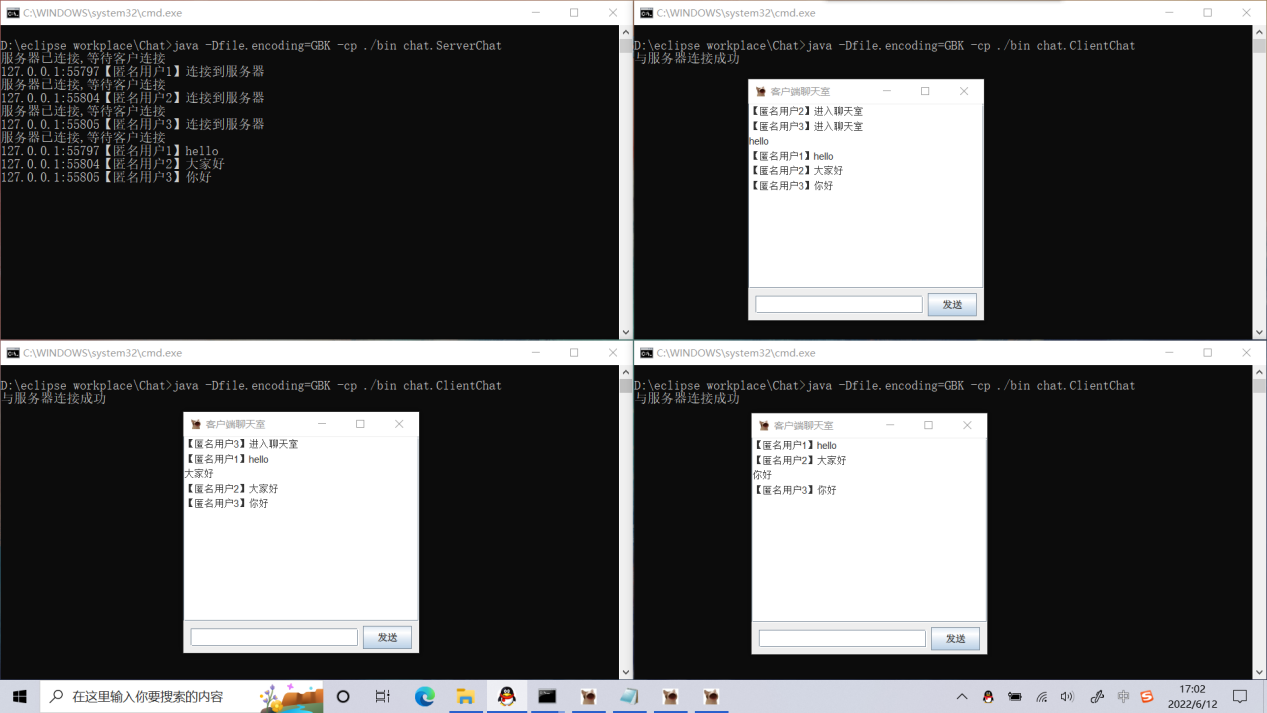 C:\WINDOWS\system32\cmd.exe
D:\eclipse workplace\Chat>java -Dfile.encoding=GBK -cp ./bin chat.ServerChat
服务器已连接,等待客户连接
127.0.0.1:55797【匿名用户1】连接到服务器
服务器已连接,等待客户连接
127.0.0.1:55804【匿名用户2】连接到服务器
服务器已连接,等待客户连接
127.0.0.1:55805【匿名用户3】连接到服务器
服务器已连接,等待客户连接
127.0.0.1:55797【匿名用户1】hello
127.0.0.1:55804【匿名用户2】大家好
127.0.0.1:55805【匿名用户3】你好
C:\WINDOWS\system32\cmd.exe
D:\eclipse workplace\Chat>java -Dfile.encoding=GBK -cp ./bin chat.ClientChat
与服务器连接成功
客户端聊天室
【匿名用户2】进入聊天室
【匿名用户3】进入聊天室
hello
【匿名用户1】hello
【匿名用户2】大家好
【匿名用户3】你好
发送
C:\WINDOWS\system32\cmd.exe
D:\eclipse workplace\Chat>java -Dfile.encoding=GBK -cp ./bin chat.ClientChat
与服务器连接成功
客户端聊天室
【匿名用户3】进入聊天室
【匿名用户1】hello
大家好
【匿名用户2】大家好
【匿名用户3】你好
发送
C:\WINDOWS\system32\cmd.exe
D:\eclipse workplace\Chat>java -Dfile.encoding=GBK -cp ./bin chat.ClientChat
与服务器连接成功
客户端聊天室
【匿名用户1】hello
【匿名用户2】大家好
你好
【匿名用户3】你好
发送
在这里输入你要搜索的内容
中
17:02
2022/6/12